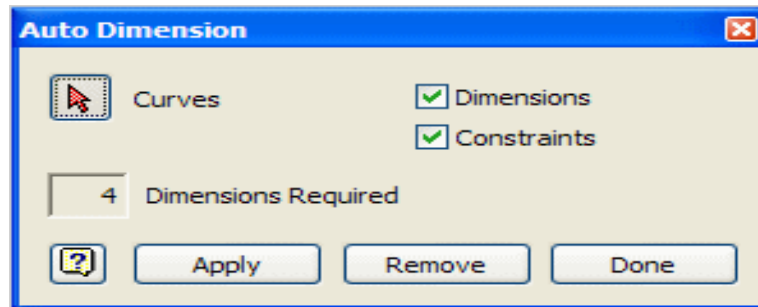 Auto Dimension
Curves
Dimensions
Constraints
4 Dimensions Required
? Apply Remove Done